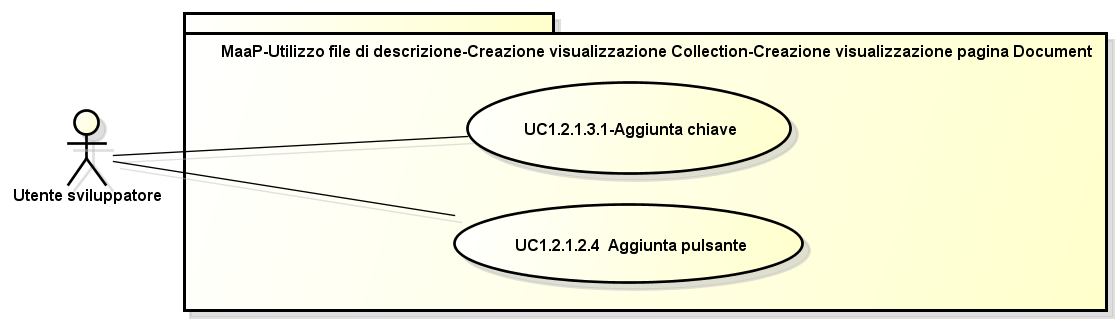 MaaP-Utilizzo file di descrizione-Creazione visualizzazione Collection-Creazione visualizzazione pagina Document
UC1.2.1.3.1-Aggiunta chiave
Utente sviluppatore
UC1.2.1.2.4 Aggiunta pulsante